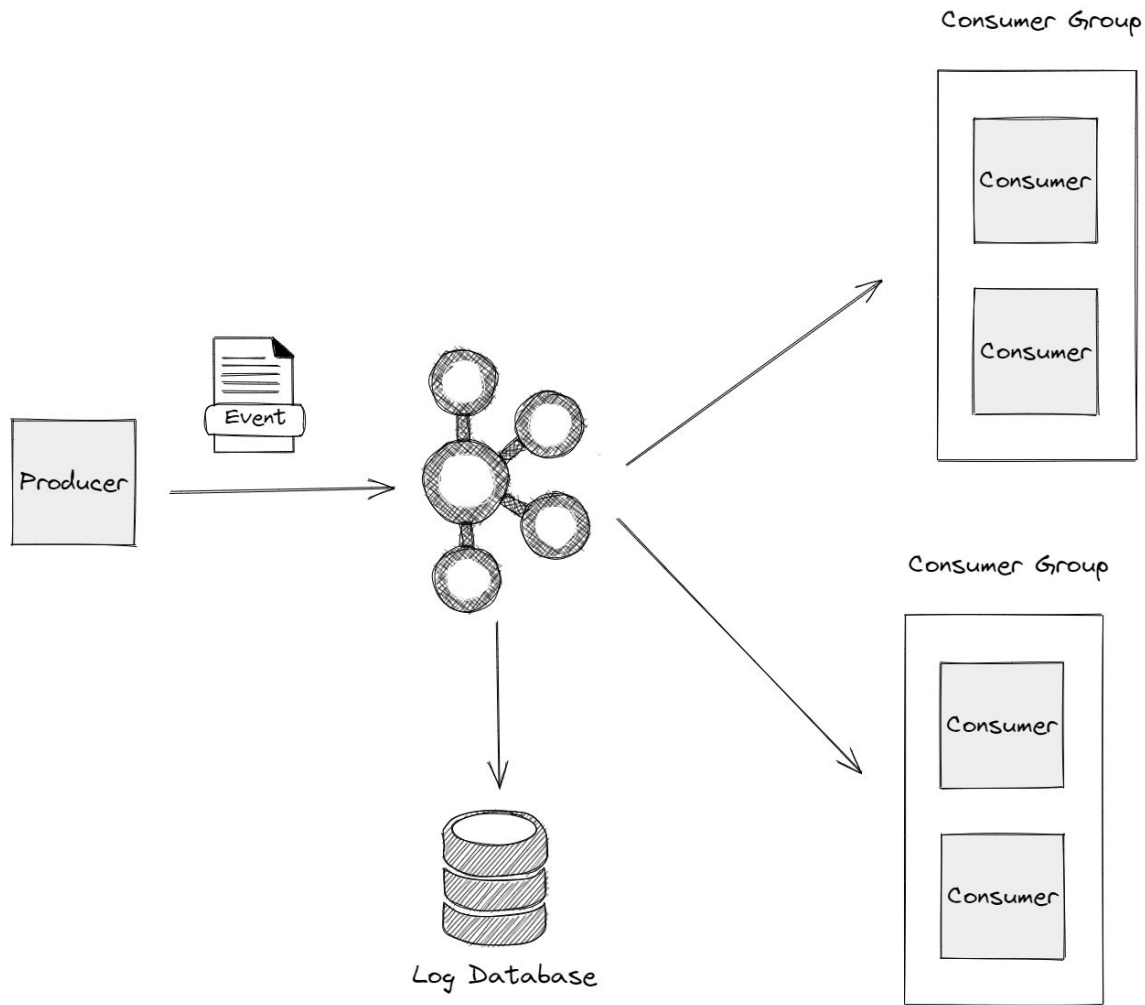 Consumer Group
Consumer
Consumer
Event
Producer
Consumer Group
Consumer
Consumer
Log Database